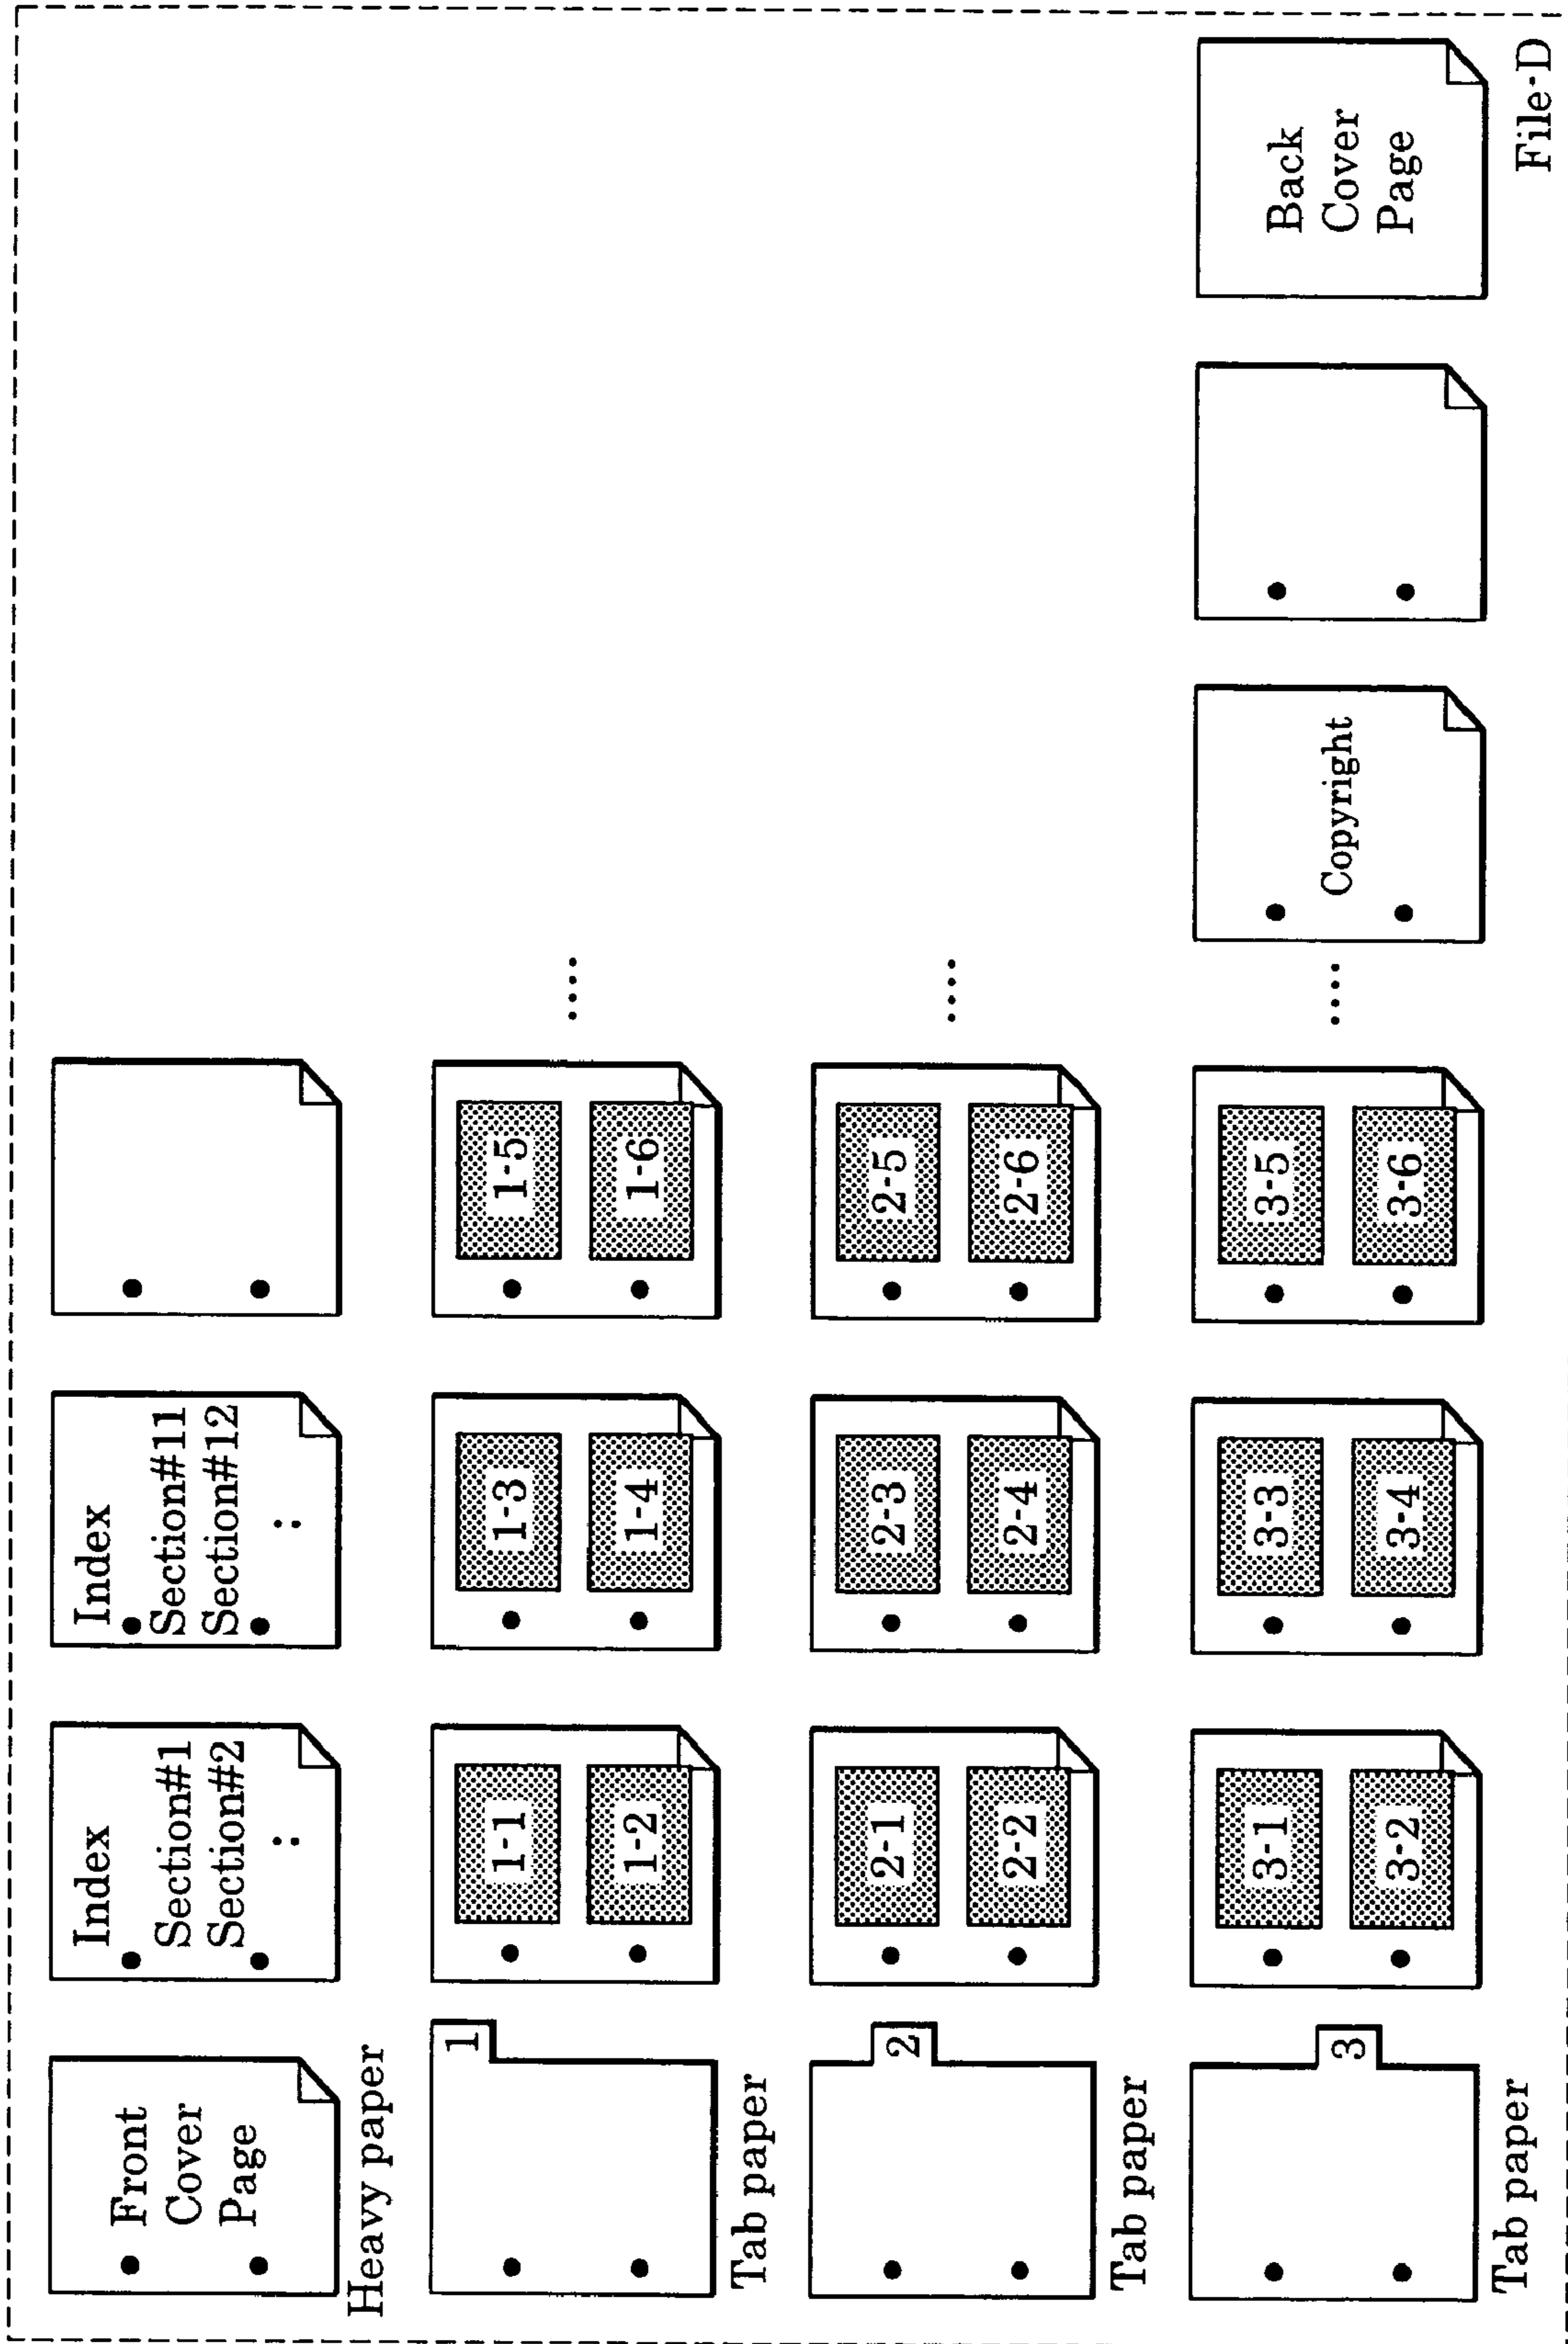 Front
Cover
Page
Heavy paper
Index
Section#1
Section#2
:
Index
Section#11
Section#12
:
1
Tab paper
1-1
1-2
1-3
1-4
1-5
1-6
....
2
Tab paper
2-1
2-2
2-3
2-4
2-5
2-6
....
3
Tab paper
3-1
3-2
3-3
3-4
3-5
3-6
....
Copyright
Back
Cover
Page
File-D